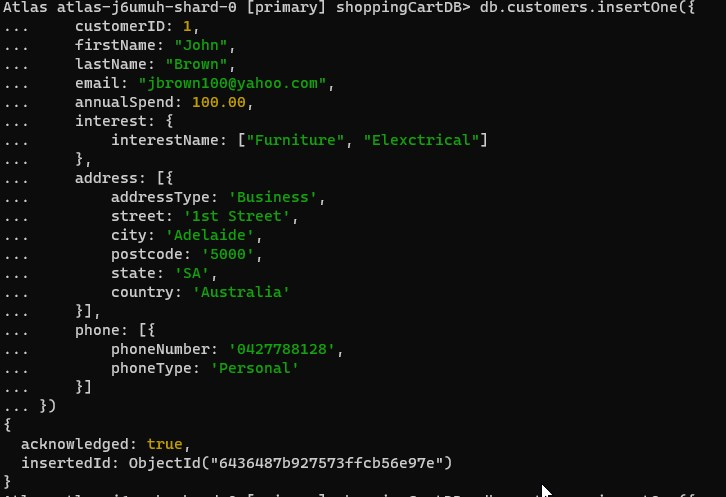 Atlas atlas-j6umuh-shard-0 [primary] shoppingCartDB> db.customers.insertOne({
...     customerID: 1,
...     firstName: "John",
...     lastName: "Brown",
...     email: "jbrown100@yahoo.com",
...     annualSpend: 100.00,
...     interest: {
...         interestName: ["Furniture", "Elexctrical"]
...     },
...     address: [{
...         addressType: 'Business',
...         street: '1st Street',
...         city: 'Adelaide',
...         postcode: '5000',
...         state: 'SA',
...         country: 'Australia'
...     }],
...     phone: [{
...         phoneNumber: '0427788128',
...         phoneType: 'Personal'
...     }]
... })
{
  acknowledged: true,
  insertedId: ObjectId("6436487b927573ffcb56e97e")
}